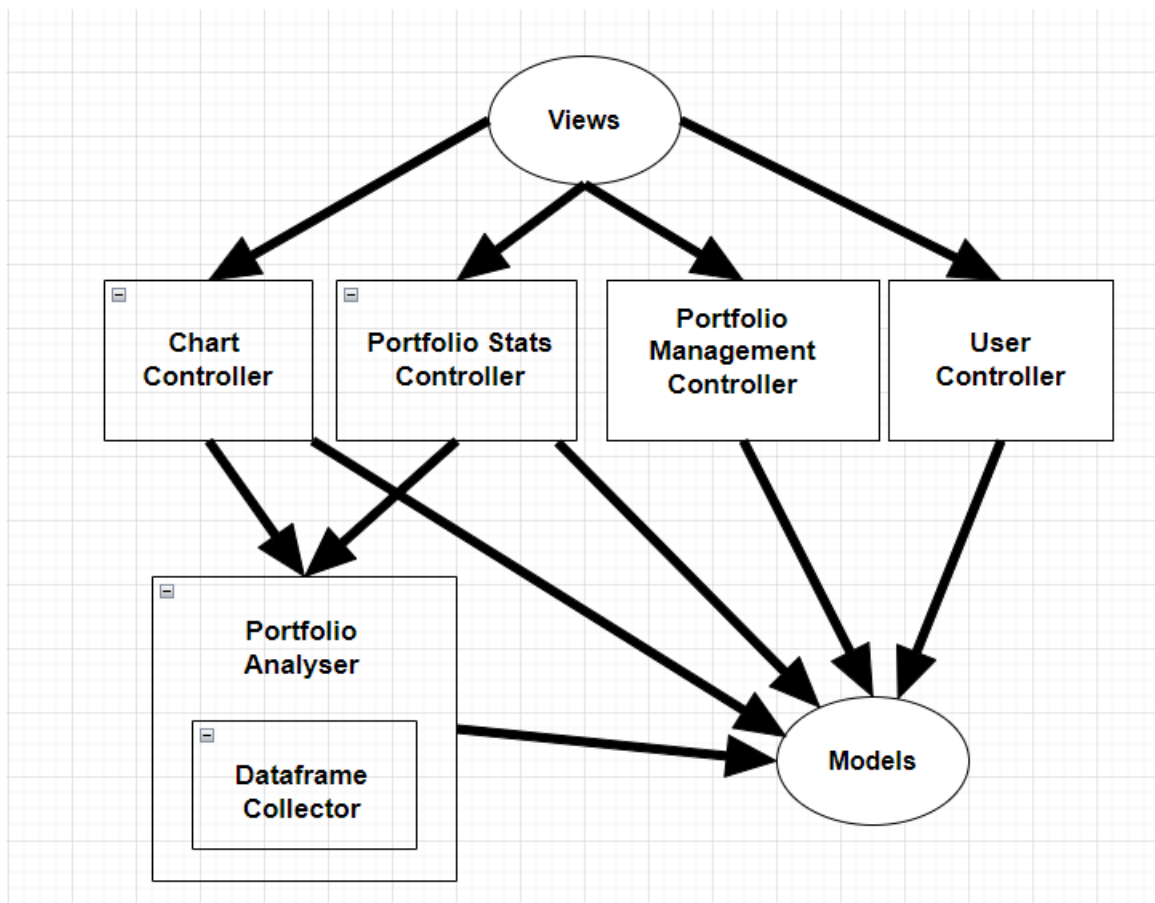 Views
Chart
Controller
Portfolio Stats
Controller
Portfolio
Management
Controller
User
Controller
Portfolio
Analyser
Dataframe
Collector
Models